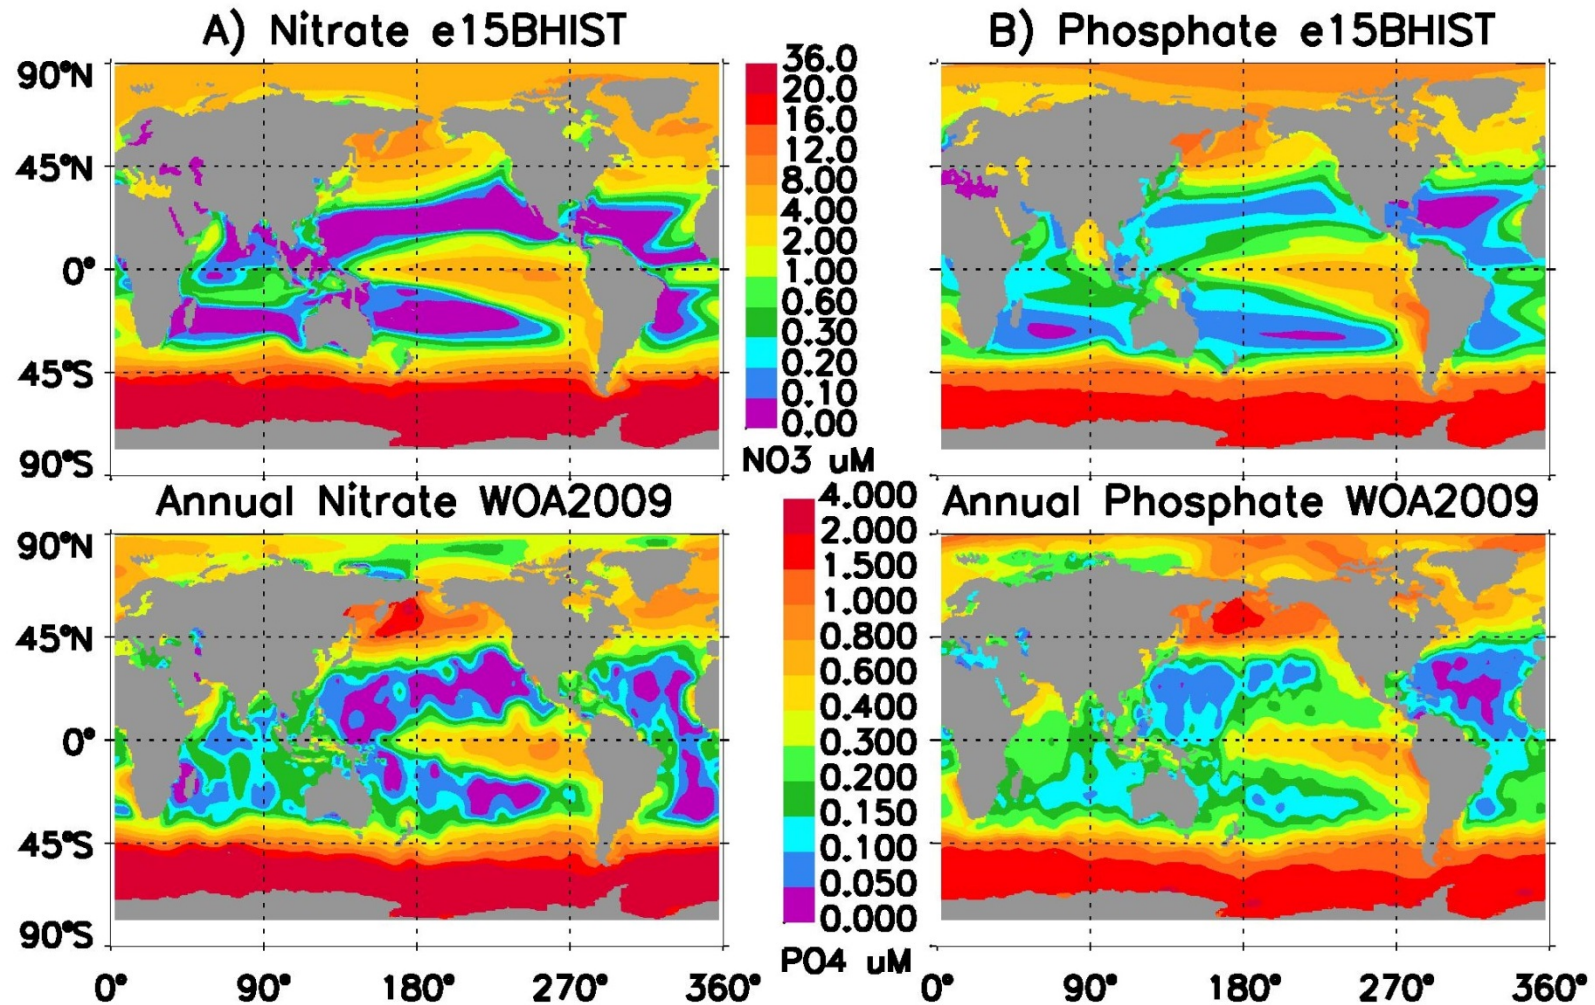 A) Nitrate e15BHIST
B) Phosphate e15BHIST
90°N
45°N
0°
45°S
90°S
36.0
20.0
16.0
12.0
8.00
4.00
2.00
1.00
0.60
0.30
0.20
0.10
0.00
NO3 uM
Annual Nitrate WOA2009
Annual Phosphate WOA2009
90°N
45°N
0°
45°S
90°S
4.000
2.000
1.500
1.000
0.800
0.600
0.400
0.300
0.200
0.150
0.100
0.050
0.000
PO4 uM
0° 90° 180° 270° 360°
0° 90° 180° 270° 360°